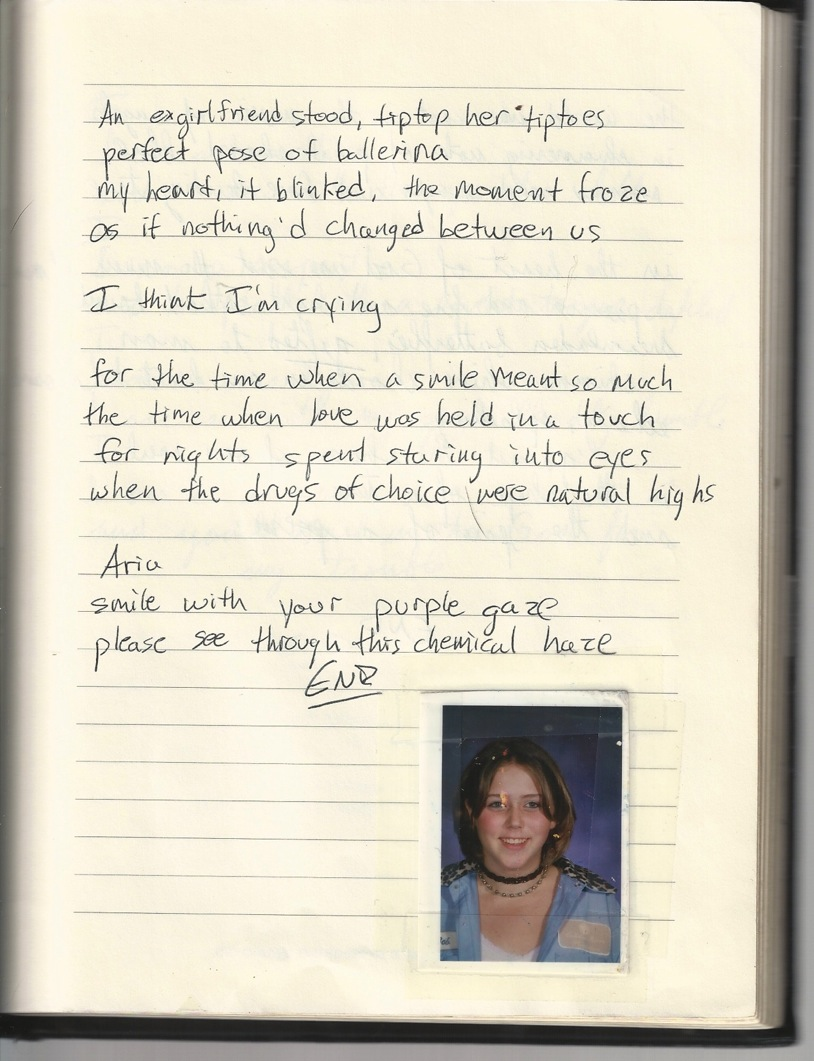 An exgirlfriend stood, tiptop her tiptoes
perfect pose of ballerina
my heart, it blinked, the moment froze
as if nothing'd changed between us
I think I'm crying
for the time when a smile meant so much
the time when love was held in a touch
for nights spent staring into eyes
when the drugs of choice were natural highs
Aria
smile with your purple gaze
please see through this chemical haze
END